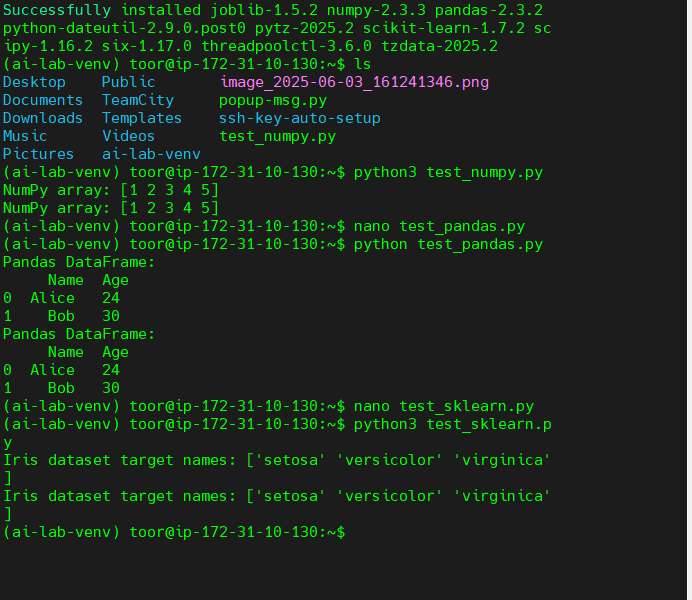 Successfully installed joblib-1.5.2 numpy-2.3.3 pandas-2.3.2
python-dateutil-2.9.0.post0 pytz-2025.2 scikit-learn-1.7.2 sc
ipy-1.16.2 six-1.17.0 threadpoolctl-3.6.0 tzdata-2025.2
(ai-lab-venv) toor@ip-172-31-10-130:~$ ls
Desktop    Public       image_2025-06-03_161241346.png
Documents  TeamCity     popup-msg.py
Downloads  Templates    ssh-key-auto-setup
Music      Videos       test_numpy.py
Pictures   ai-lab-venv
(ai-lab-venv) toor@ip-172-31-10-130:~$ python3 test_numpy.py
NumPy array: [1 2 3 4 5]
NumPy array: [1 2 3 4 5]
(ai-lab-venv) toor@ip-172-31-10-130:~$ nano test_pandas.py
(ai-lab-venv) toor@ip-172-31-10-130:~$ python test_pandas.py
Pandas DataFrame:
     Name  Age
0  Alice   24
1    Bob   30
Pandas DataFrame:
     Name  Age
0  Alice   24
1    Bob   30
(ai-lab-venv) toor@ip-172-31-10-130:~$ nano test_sklearn.py
(ai-lab-venv) toor@ip-172-31-10-130:~$ python3 test_sklearn.p
y
Iris dataset target names: ['setosa' 'versicolor' 'virginica'
]
Iris dataset target names: ['setosa' 'versicolor' 'virginica'
]
(ai-lab-venv) toor@ip-172-31-10-130:~$